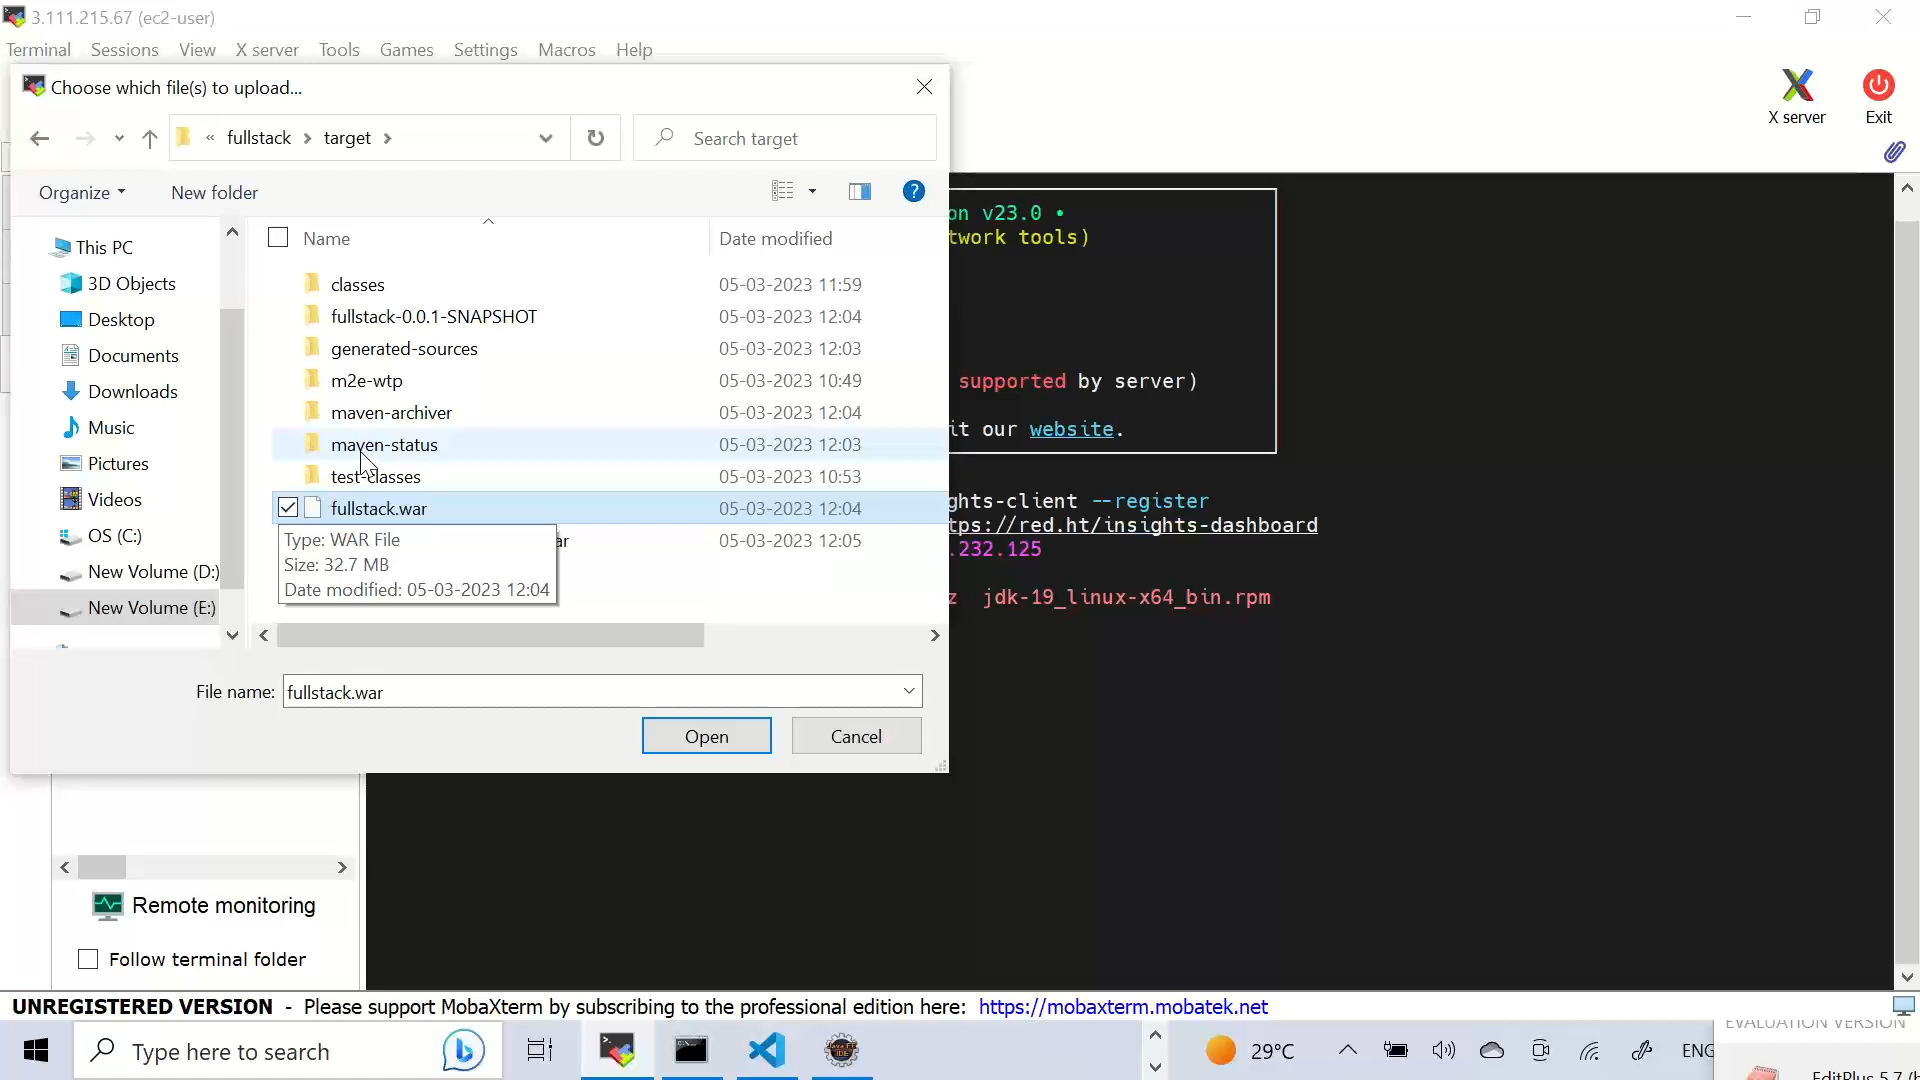 3.111.215.67 (ec2-user)
Terminal Sessions View X server Tools Games Settings Macros Help
Choose which file(s) to upload...
X server Exit
« fullstack > target >
Search target
Organize New folder
Name Date modified
This PC
3D Objects
Desktop
Documents
Downloads
Music
Pictures
Videos
OS (C:)
New Volume (D:)
New Volume (E:)
classes 05-03-2023 11:59
fullstack-0.0.1-SNAPSHOT 05-03-2023 12:04
generated-sources 05-03-2023 12:03
m2e-wtp 05-03-2023 10:49
maven-archiver 05-03-2023 12:04
maven-status 05-03-2023 12:03
test-classes 05-03-2023 10:53
fullstack.war 05-03-2023 12:04
ar 05-03-2023 12:05
Type: WAR File
Size: 32.7 MB
Date modified: 05-03-2023 12:04
File name: fullstack.war
Open Cancel
on v23.0 •
twork tools)
supported by server)
it our website.
ghts-client --register
tps://red.ht/insights-dashboard
.232.125
z jdk-19_linux-x64_bin.rpm
Remote monitoring
Follow terminal folder
UNREGISTERED VERSION - Please support MobaXterm by subscribing to the professional edition here: https://mobaxterm.mobatek.net
Type here to search
29°C
ENG
EVALUATION VERSION
EditPlus 5.7